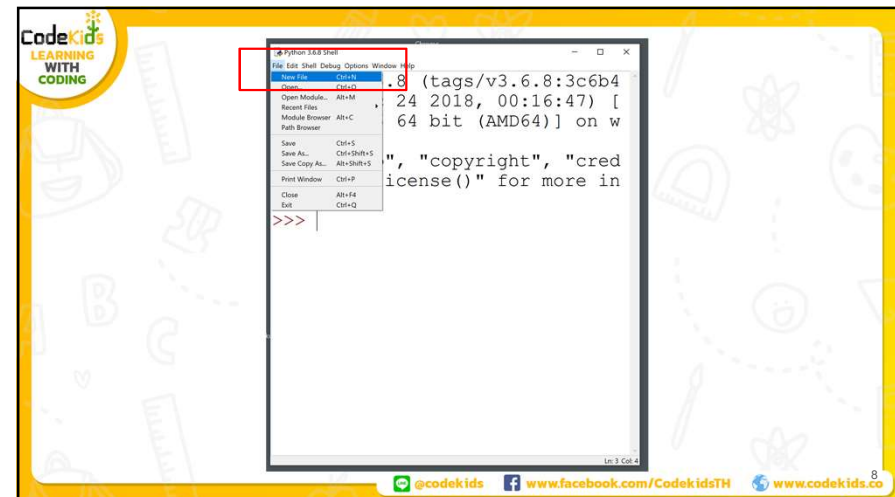 CodeKids
LEARNING
WITH
CODING
Python 3.6.8 Shell
File Edit Shell Debug Options Window Help
New File Ctrl+N
Open... Ctrl+O
Open Module... Alt+M
Recent Files
Module Browser Alt+C
Path Browser
Save Ctrl+S
Save As... Ctrl+Shift+S
Save Copy As... Alt+Shift+S
Print Window Ctrl+P
Close Alt+F4
Exit Ctrl+Q
.8 (tags/v3.6.8:3c6b4
24 2018, 00:16:47) [
64 bit (AMD64)] on w
", "copyright", "cred
icense()" for more in
>>>
Ln: 3 Col: 4
@codekids www.facebook.com/CodekidsTH www.codekids.co
8